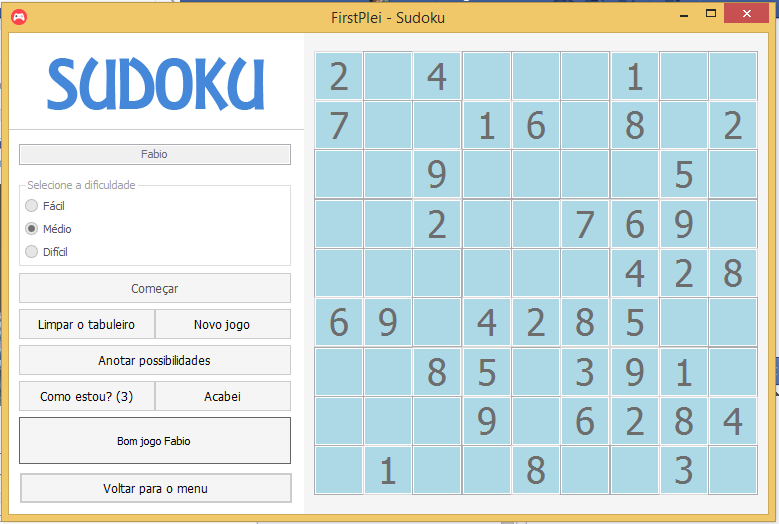 FirstPlei - Sudoku
SUDOKU
Fabio
Selecione a dificuldade
Fácil
Médio
Difícil
Começar
Limpar o tabuleiro Novo jogo
Anotar possibilidades
Como estou? (3) Acabei
Bom jogo Fabio
Voltar para o menu
2 4 1
7 1 6 8 2
9 5
2 7 6 9
4 2 8
6 9 4 2 8 5
8 5 3 9 1
9 6 2 8 4
1 8 3